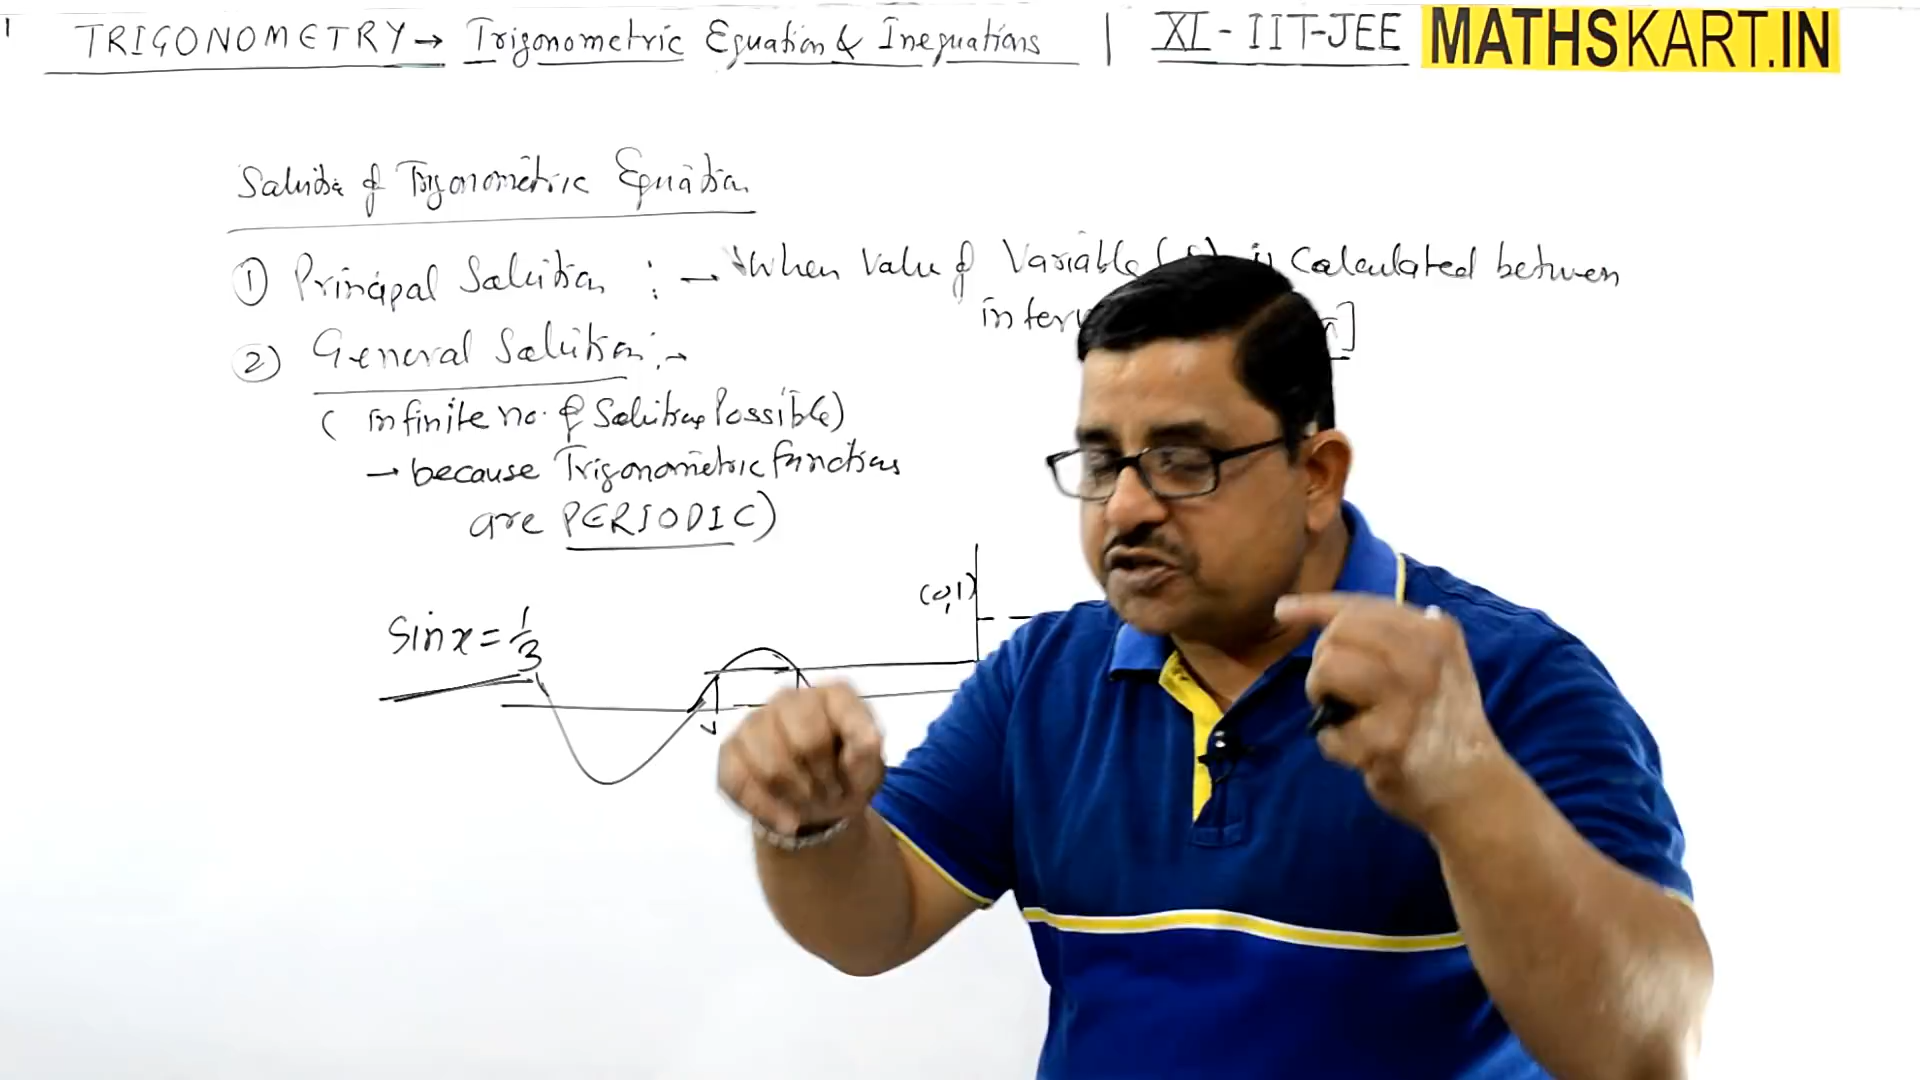 1
TRIGONOMETRY → Trigonometric Equation & Inequations | XI - IIT-JEE MATHSKART.IN
Solution of Trigonometric Equation
① Principal Solution :→ When Value of Variable is Calculated between
② General Solution :→
( infinite no. of Solution Possible)
→ because Trigonometric functions
are PERIODIC)
(0,1)
Sinx = 1/3